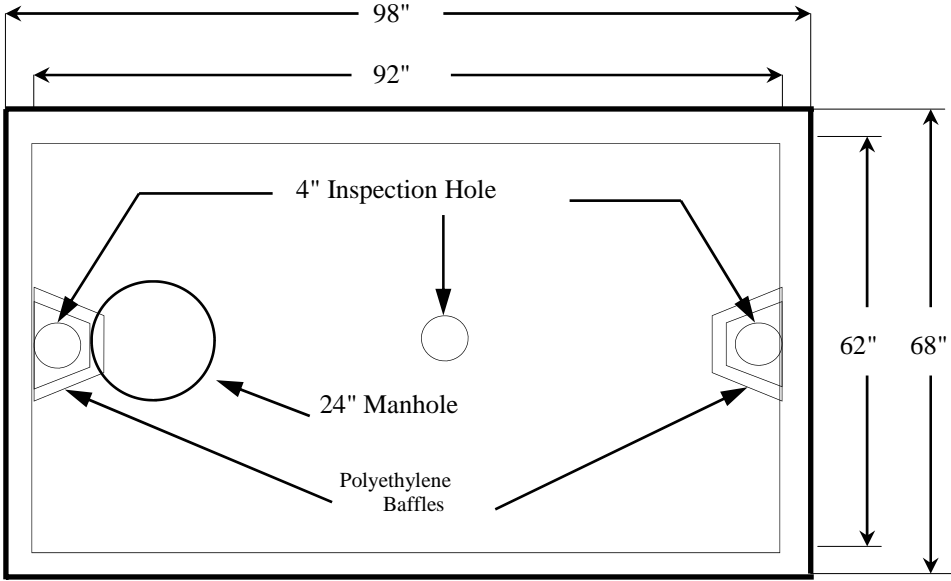 98"
92"
4" Inspection Hole
62"
68"
24" Manhole
Polyethylene
Baffles